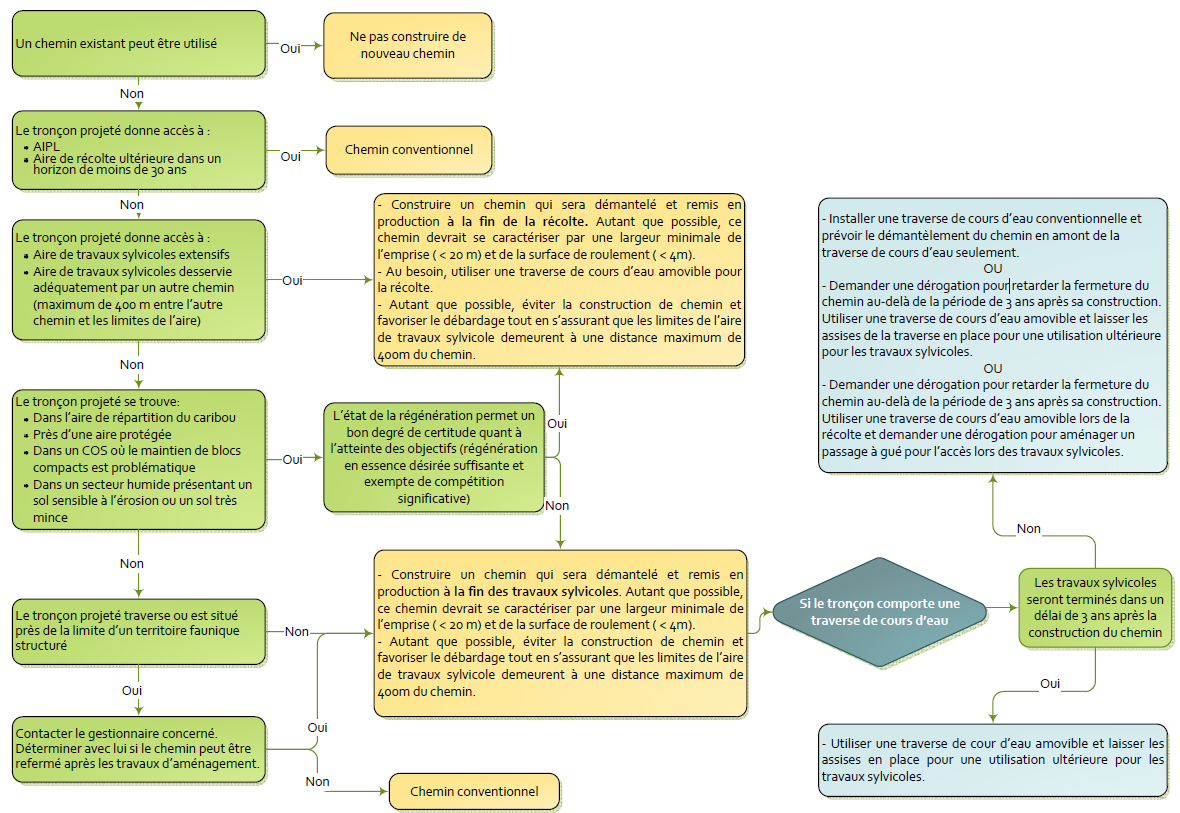 Un chemin existant peut être utilisé
Oui
Ne pas construire de
nouveau chemin
Non
Le tronçon projeté donne accès à :
AIPL
Aire de récolte ultérieure dans un
horizon de moins de 30 ans
Oui
Chemin conventionnel
Non
Le tronçon projeté donne accès à :
Aire de travaux sylvicoles extensifs
Aire de travaux sylvicoles desservie
adéquatement par un autre chemin
(maximum de 400 m entre l'autre
chemin et les limites de l'aire)
Oui
- Construire un chemin qui sera démantelé et remis en
production à la fin de la récolte. Autant que possible, ce
chemin devrait se caractériser par une largeur minimale de
l'emprise ( < 20 m) et de la surface de roulement ( < 4m).
- Au besoin, utiliser une traverse de cours d'eau amovible pour
la récolte.
- Autant que possible, éviter la construction de chemin et
favoriser le débardage tout en s'assurant que les limites de l'aire
de travaux sylvicole demeurent à une distance maximum de
400m du chemin.
Non
Le tronçon projeté se trouve:
Dans l'aire de répartition du caribou
Près d'une aire protégée
Dans un COS où le maintien de blocs
compacts est problématique
Dans un secteur humide présentant un
sol sensible à l'érosion ou un sol très
mince
Oui
L'état de la régénération permet un
bon degré de certitude quant à
l'atteinte des objectifs (régénération
en essence désirée suffisante et
exempte de compétition
significative)
Oui
Non
Non
Le tronçon projeté traverse ou est situé
près de la limite d'un territoire faunique
structuré
Non
- Construire un chemin qui sera démantelé et remis en
production à la fin des travaux sylvicoles. Autant que possible,
ce chemin devrait se caractériser par une largeur minimale de
l'emprise ( < 20 m) et de la surface de roulement ( < 4m).
- Autant que possible, éviter la construction de chemin et
favoriser le débardage tout en s'assurant que les limites de l'aire
de travaux sylvicole demeurent à une distance maximum de
400m du chemin.
Oui
Contacter le gestionnaire concerné.
Déterminer avec lui si le chemin peut être
refermé après les travaux d'aménagement.
Oui
Non
Chemin conventionnel
Si le tronçon comporte une
traverse de cours d'eau
Les travaux sylvicoles
seront terminés dans un
délai de 3 ans après la
construction du chemin
Non
- Installer une traverse de cours d'eau conventionnelle et
prévoir le démantèlement du chemin en amont de la
traverse de cours d'eau seulement.
OU
- Demander une dérogation pour retarder la fermeture du
chemin au-delà de la période de 3 ans après sa construction.
Utiliser une traverse de cours d'eau amovible et laisser les
assises de la traverse en place pour une utilisation ultérieure
pour les travaux sylvicoles.
OU
- Demander une dérogation pour retarder la fermeture du
chemin au-delà de la période de 3 ans après sa construction.
Utiliser une traverse de cours d'eau amovible lors de la
récolte et demander une dérogation pour aménager un
passage à gué pour l'accès lors des travaux sylvicoles.
Oui
- Utiliser une traverse de cour d'eau amovible et laisser les
assises en place pour une utilisation ultérieure pour les
travaux sylvicoles.